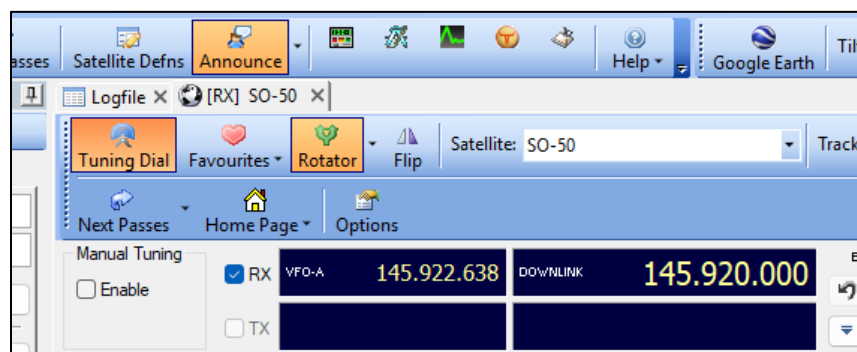 asses Satellite Defns Announce Help Google Earth Til
Logfile [RX] SO-50
Tuning Dial Favourites Rotator Flip Satellite: SO-50 Track
Next Passes Home Page Options
Manual Tuning
Enable
RX VFO-A 145.922.638 DOWNLINK 145.920.000
TX